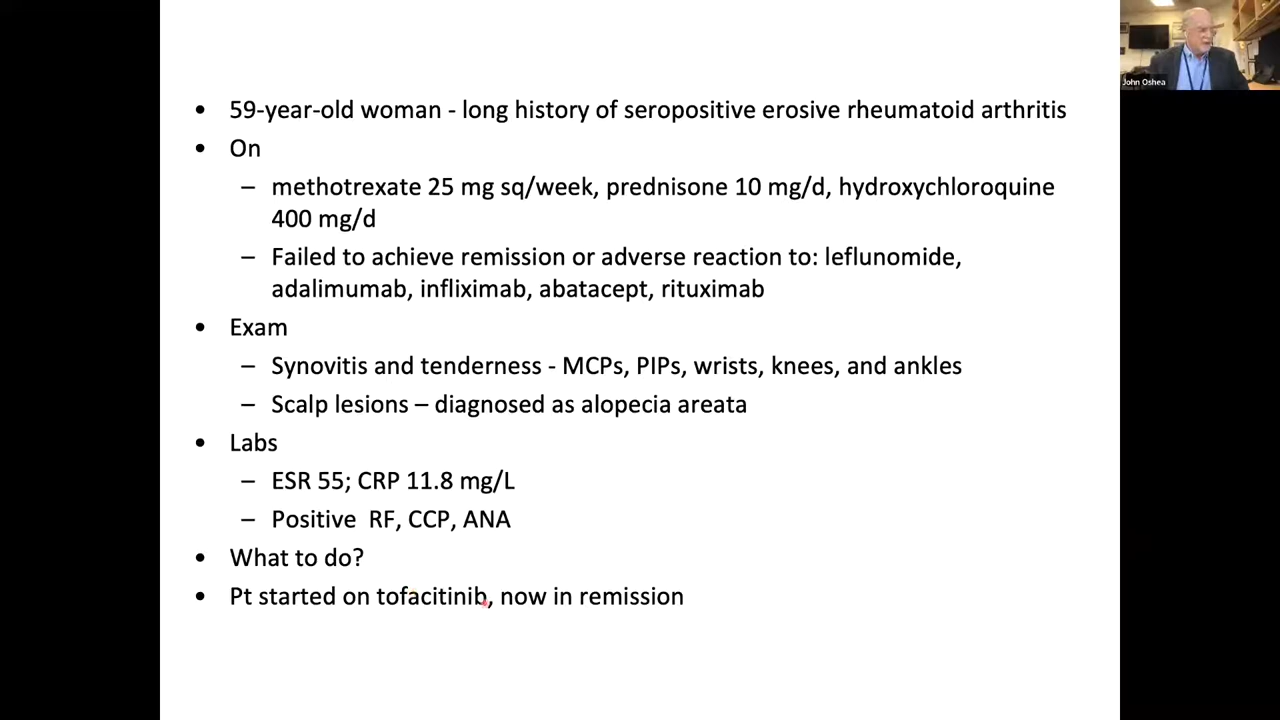 • 59-year-old woman - long history of seropositive erosive rheumatoid arthritis
• On
– methotrexate 25 mg sq/week, prednisone 10 mg/d, hydroxychloroquine
400 mg/d
– Failed to achieve remission or adverse reaction to: leflunomide,
adalimumab, infliximab, abatacept, rituximab
• Exam
– Synovitis and tenderness - MCPs, PIPs, wrists, knees, and ankles
– Scalp lesions – diagnosed as alopecia areata
• Labs
– ESR 55; CRP 11.8 mg/L
– Positive  RF, CCP, ANA
• What to do?
• Pt started on tofacitinib, now in remission
John Oshea